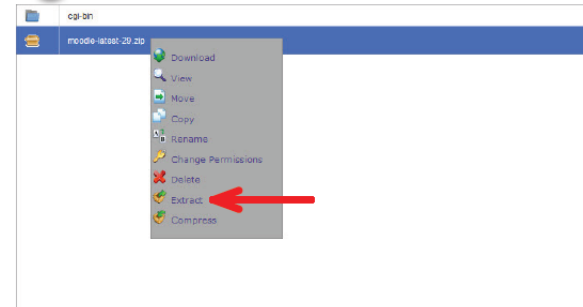 cgi-bin
moodle-latest-29.zip
Download
View
Move
Copy
Rename
Change Permissions
Delete
Extract
Compress